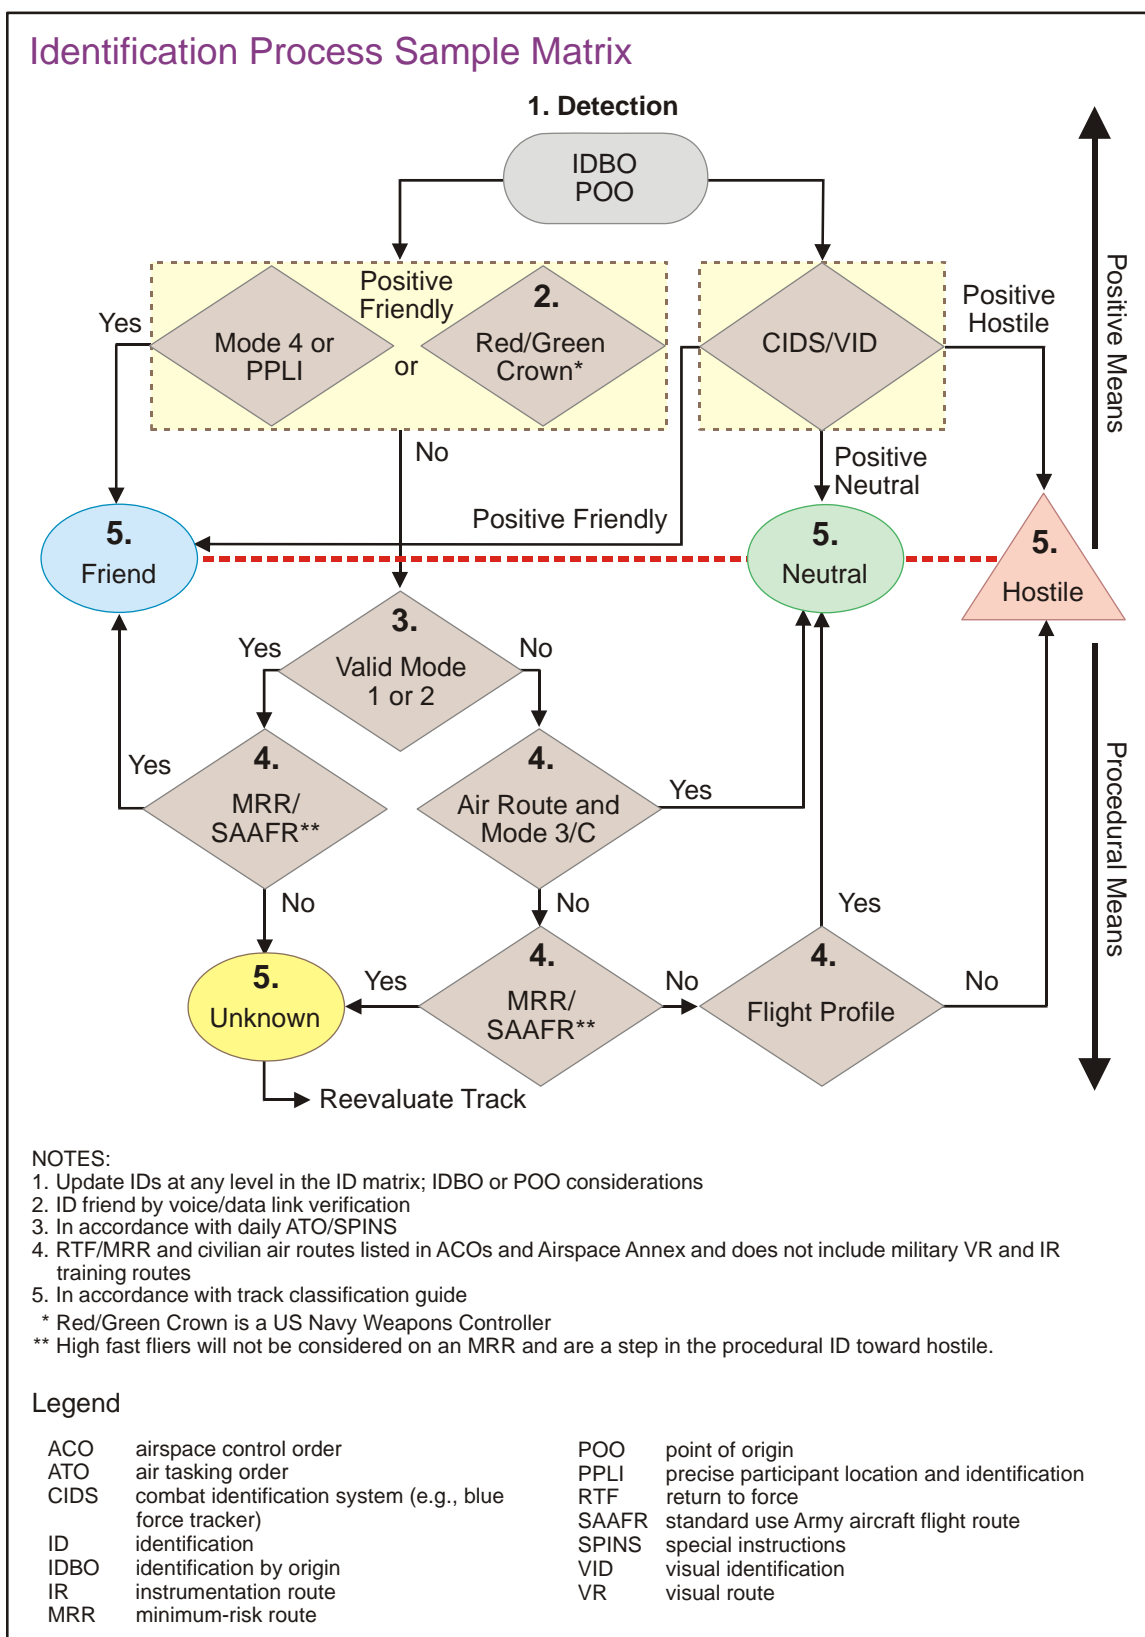 Identification Process Sample Matrix
1. Detection
IDBO
POO
Positive
Friendly
Yes
Mode 4 or
PPLI
or
2.
Red/Green
Crown*
CIDS/VID
Positive
Hostile
Positive Means
No
Positive
Neutral
Positive Friendly
5.
Friend
5.
Neutral
5.
Hostile
3.
Valid Mode
1 or 2
Yes
No
Yes
4.
MRR/
SAAFR**
4.
Air Route and
Mode 3/C
Yes
Procedural Means
No
No
Yes
5.
Unknown
Yes
4.
MRR/
SAAFR**
No
4.
Flight Profile
No
Reevaluate Track
NOTES:
1. Update IDs at any level in the ID matrix; IDBO or POO considerations
2. ID friend by voice/data link verification
3. In accordance with daily ATO/SPINS
4. RTF/MRR and civilian air routes listed in ACOs and Airspace Annex and does not include military VR and IR
training routes
5. In accordance with track classification guide
* Red/Green Crown is a US Navy Weapons Controller
** High fast fliers will not be considered on an MRR and are a step in the procedural ID toward hostile.
Legend
ACO airspace control order
ATO air tasking order
CIDS combat identification system (e.g., blue
force tracker)
ID identification
IDBO identification by origin
IR instrumentation route
MRR minimum-risk route
POO point of origin
PPLI precise participant location and identification
RTF return to force
SAAFR standard use Army aircraft flight route
SPINS special instructions
VID visual identification
VR visual route